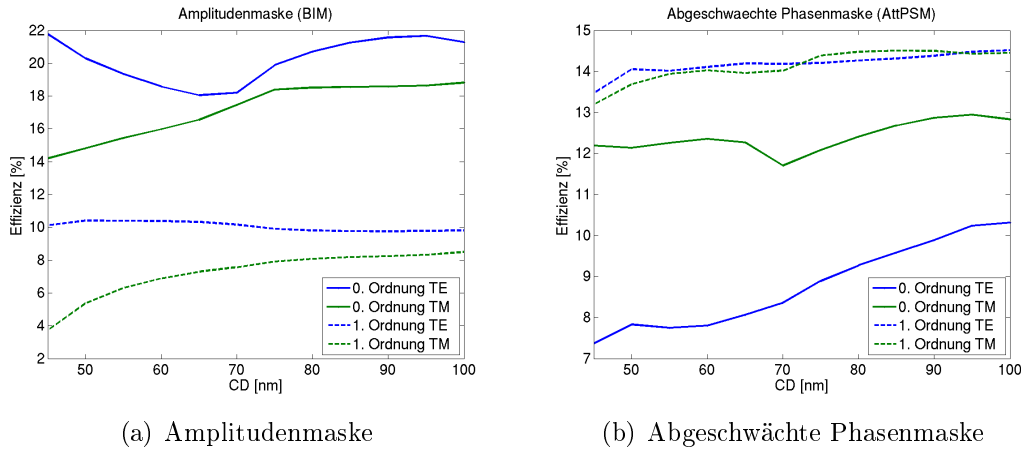 Amplitudenmaske (BIM)
22
20
18
16
14
12
10
8
6
4
2
Effizienz [%]
50
60
70
80
90
100
CD [nm]
0. Ordnung TE
0. Ordnung TM
1. Ordnung TE
1. Ordnung TM
(a) Amplitudenmaske
Abgeschwaechte Phasenmaske (AttPSM)
15
14
13
12
11
10
9
8
7
Effizienz [%]
50
60
70
80
90
100
CD [nm]
0. Ordnung TE
0. Ordnung TM
1. Ordnung TE
1. Ordnung TM
(b) Abgeschwächte Phasenmaske